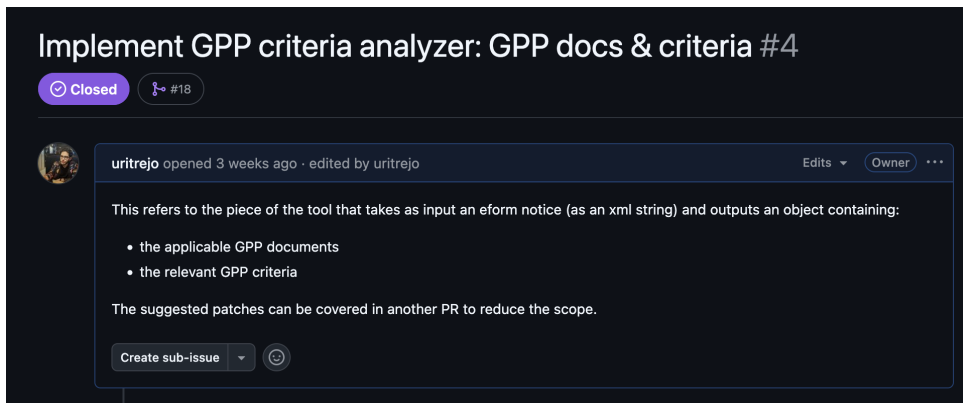 Implement GPP criteria analyzer: GPP docs & criteria #4
Closed #18
uritrejo opened 3 weeks ago · edited by uritrejo Edits Owner ···
This refers to the piece of the tool that takes as input an eform notice (as an xml string) and outputs an object containing:
• the applicable GPP documents
• the relevant GPP criteria
The suggested patches can be covered in another PR to reduce the scope.
Create sub-issue